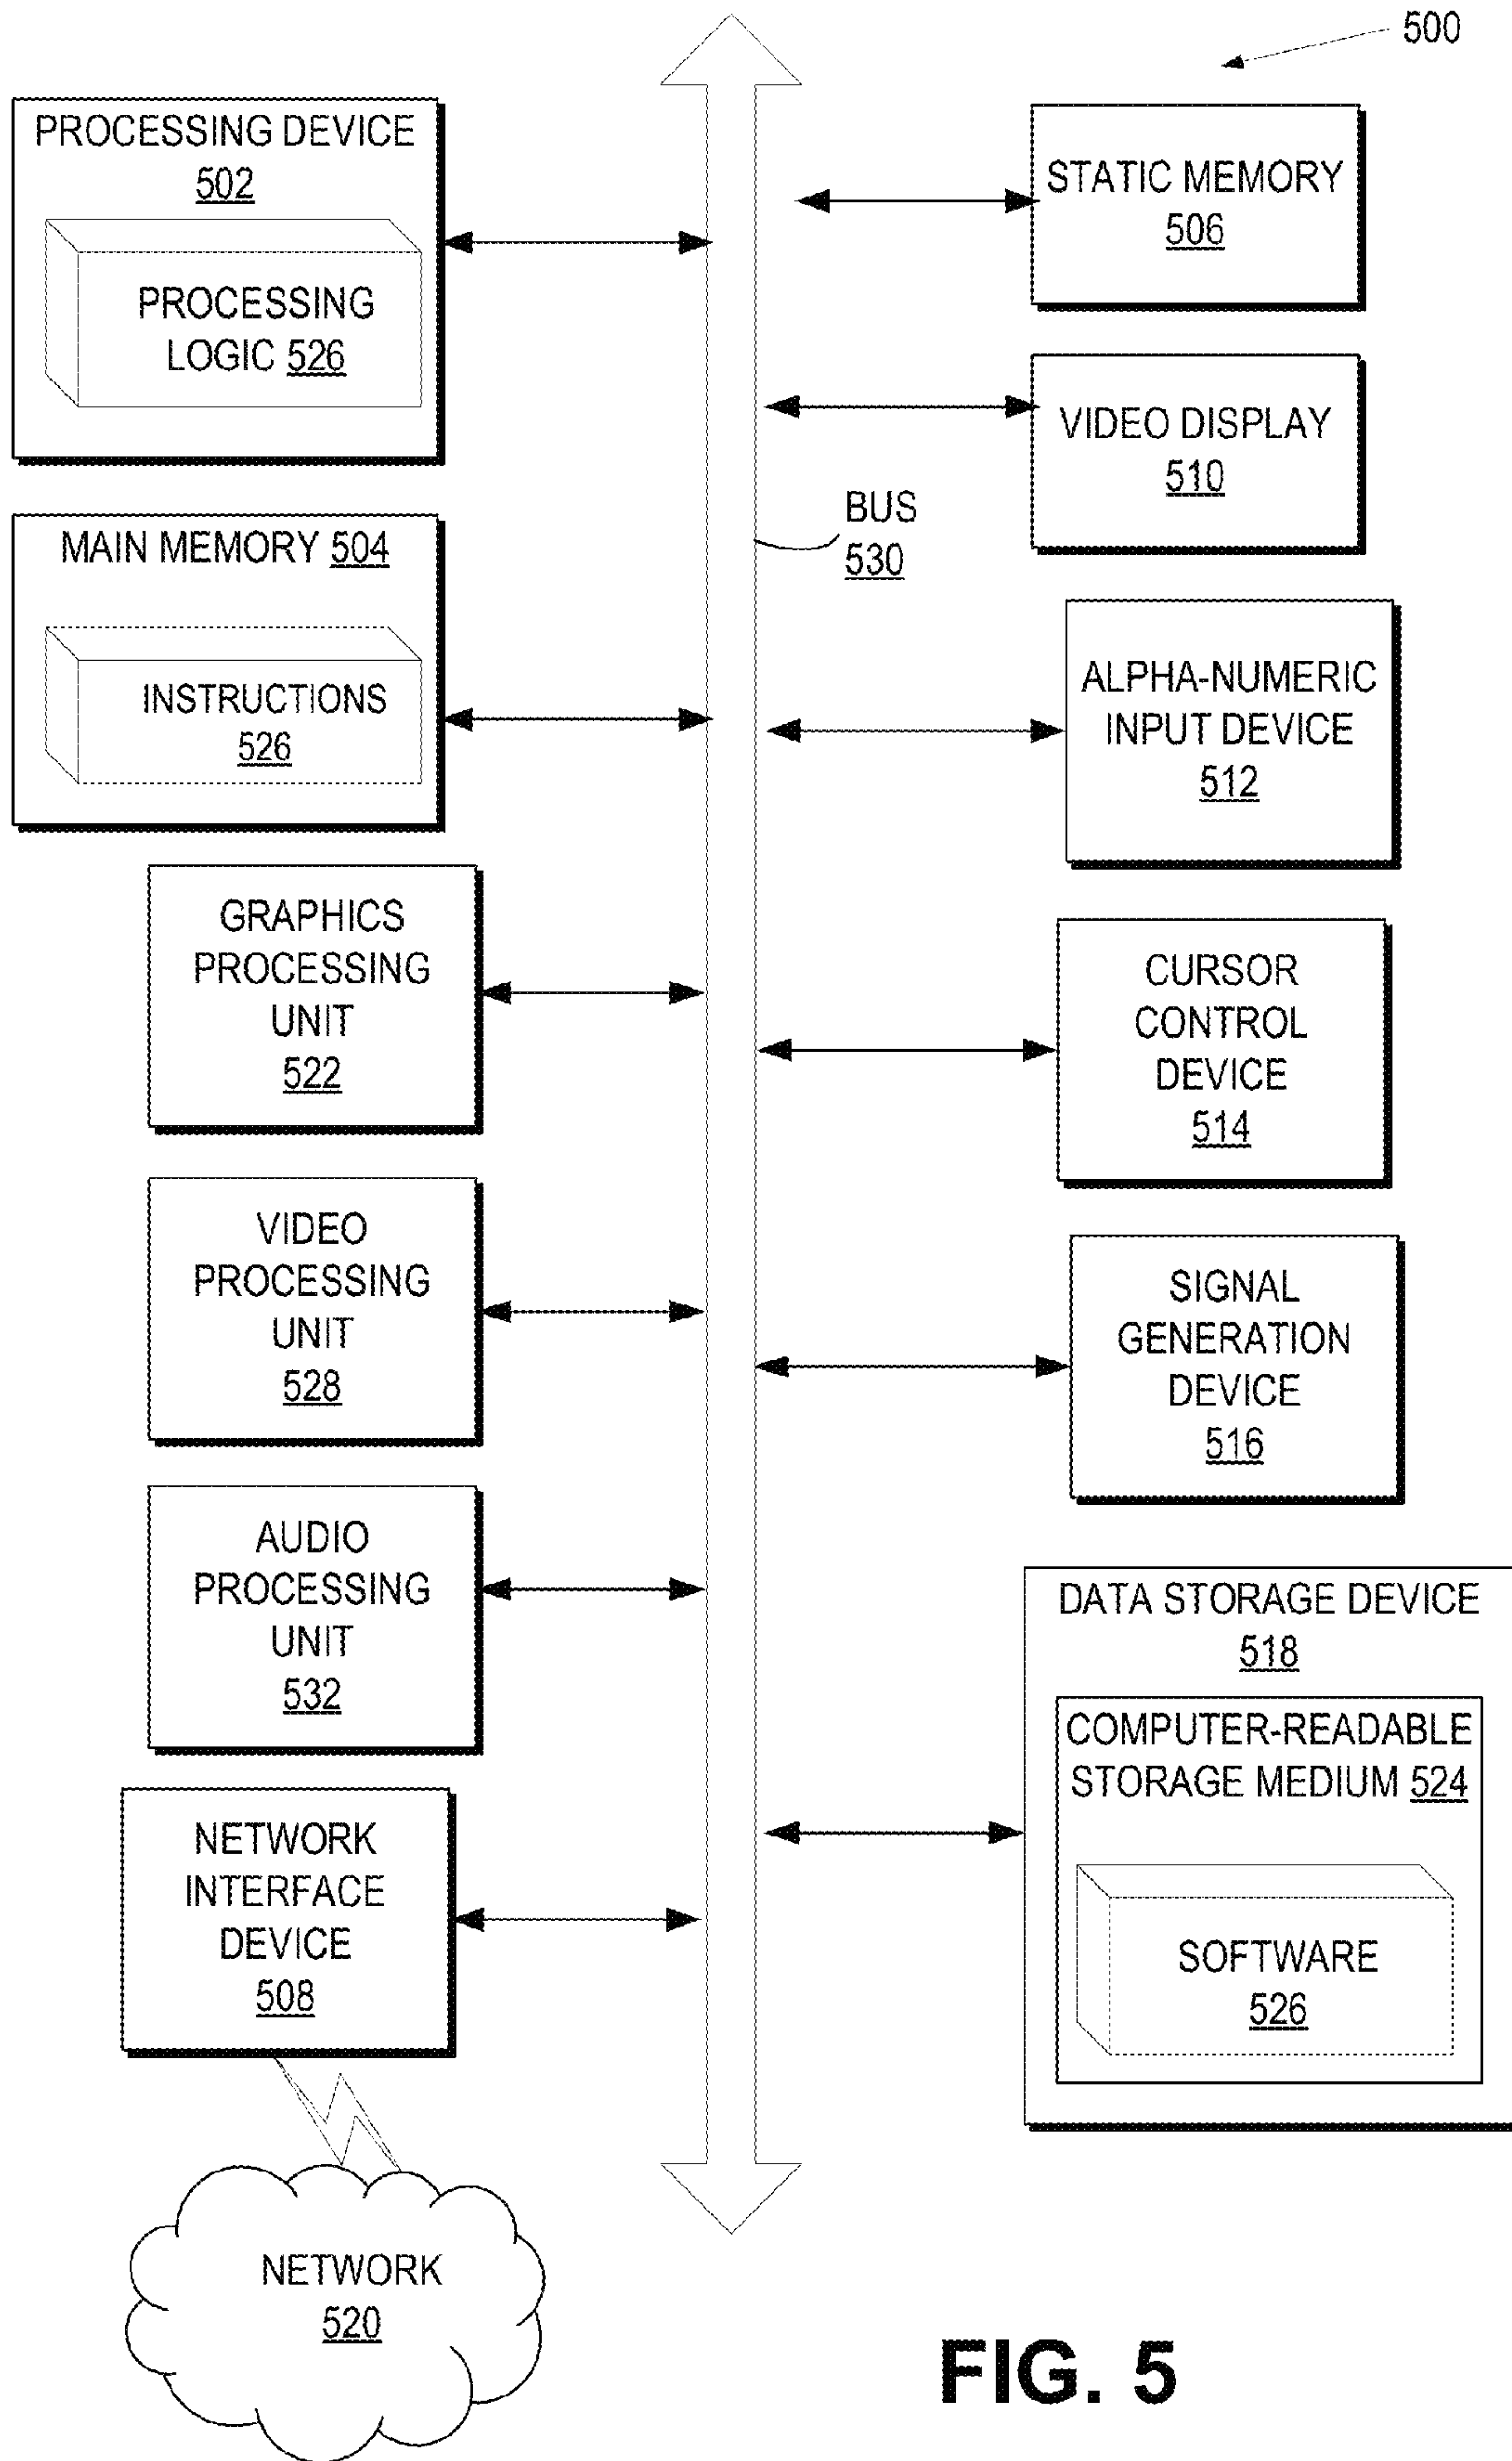 500
PROCESSING DEVICE
502
PROCESSING
LOGIC 526
MAIN MEMORY 504
INSTRUCTIONS
526
GRAPHICS
PROCESSING
UNIT
522
VIDEO
PROCESSING
UNIT
528
AUDIO
PROCESSING
UNIT
532
NETWORK
INTERFACE
DEVICE
508
NETWORK
520
BUS
530
STATIC MEMORY
506
VIDEO DISPLAY
510
ALPHA-NUMERIC
INPUT DEVICE
512
CURSOR
CONTROL
DEVICE
514
SIGNAL
GENERATION
DEVICE
516
DATA STORAGE DEVICE
518
COMPUTER-READABLE
STORAGE MEDIUM 524
SOFTWARE
526
FIG. 5